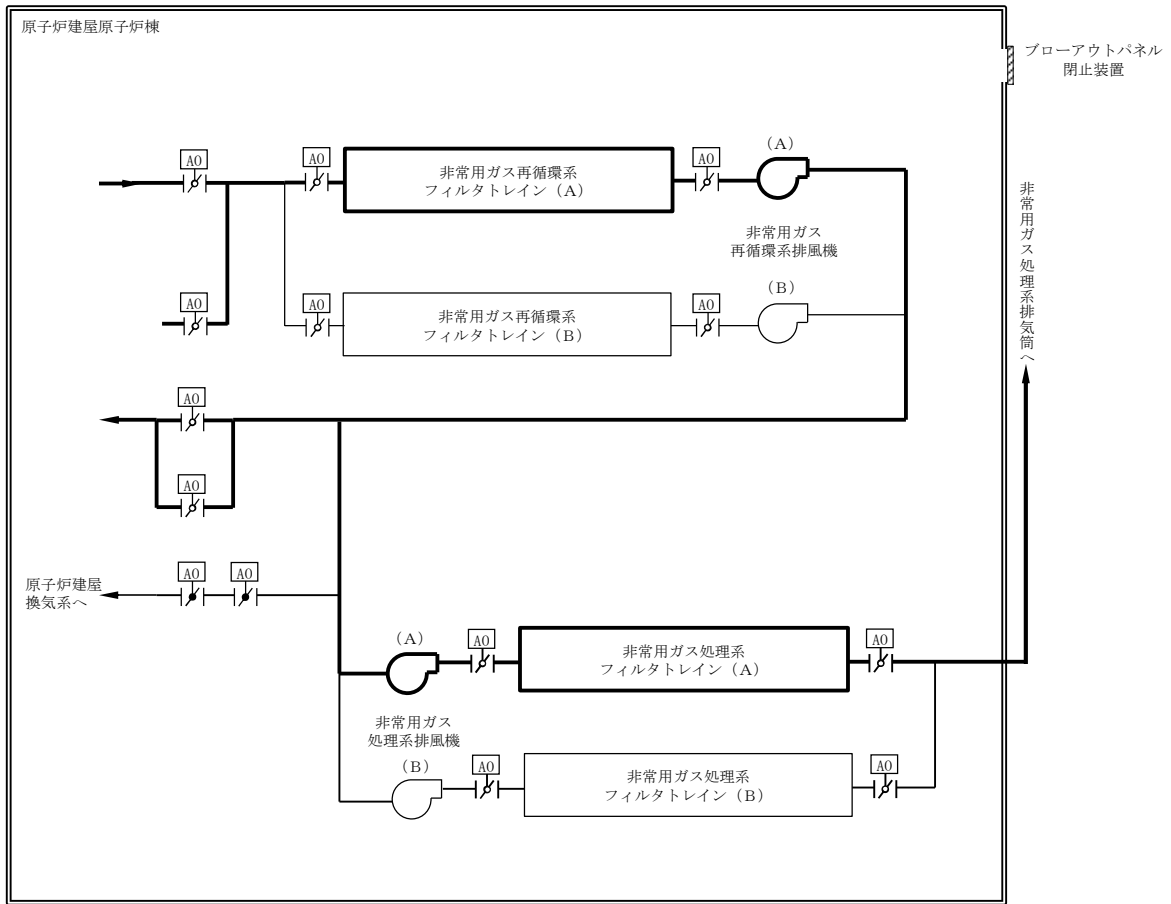 原子炉建屋原子炉棟
ブローアウトパネル
閉止装置
AO
AO
非常用ガス再循環系
フィルタトレイン（A）
AO
（A）
非常用ガス
再循環系排風機
AO
AO
非常用ガス再循環系
フィルタトレイン（B）
AO
（B）
非常用ガス処理系排気筒へ
AO
AO
原子炉建屋
換気系へ
AO
AO
（A）
AO
非常用ガス処理系
フィルタトレイン（A）
AO
非常用ガス
処理系排風機
（B）
AO
非常用ガス処理系
フィルタトレイン（B）
AO